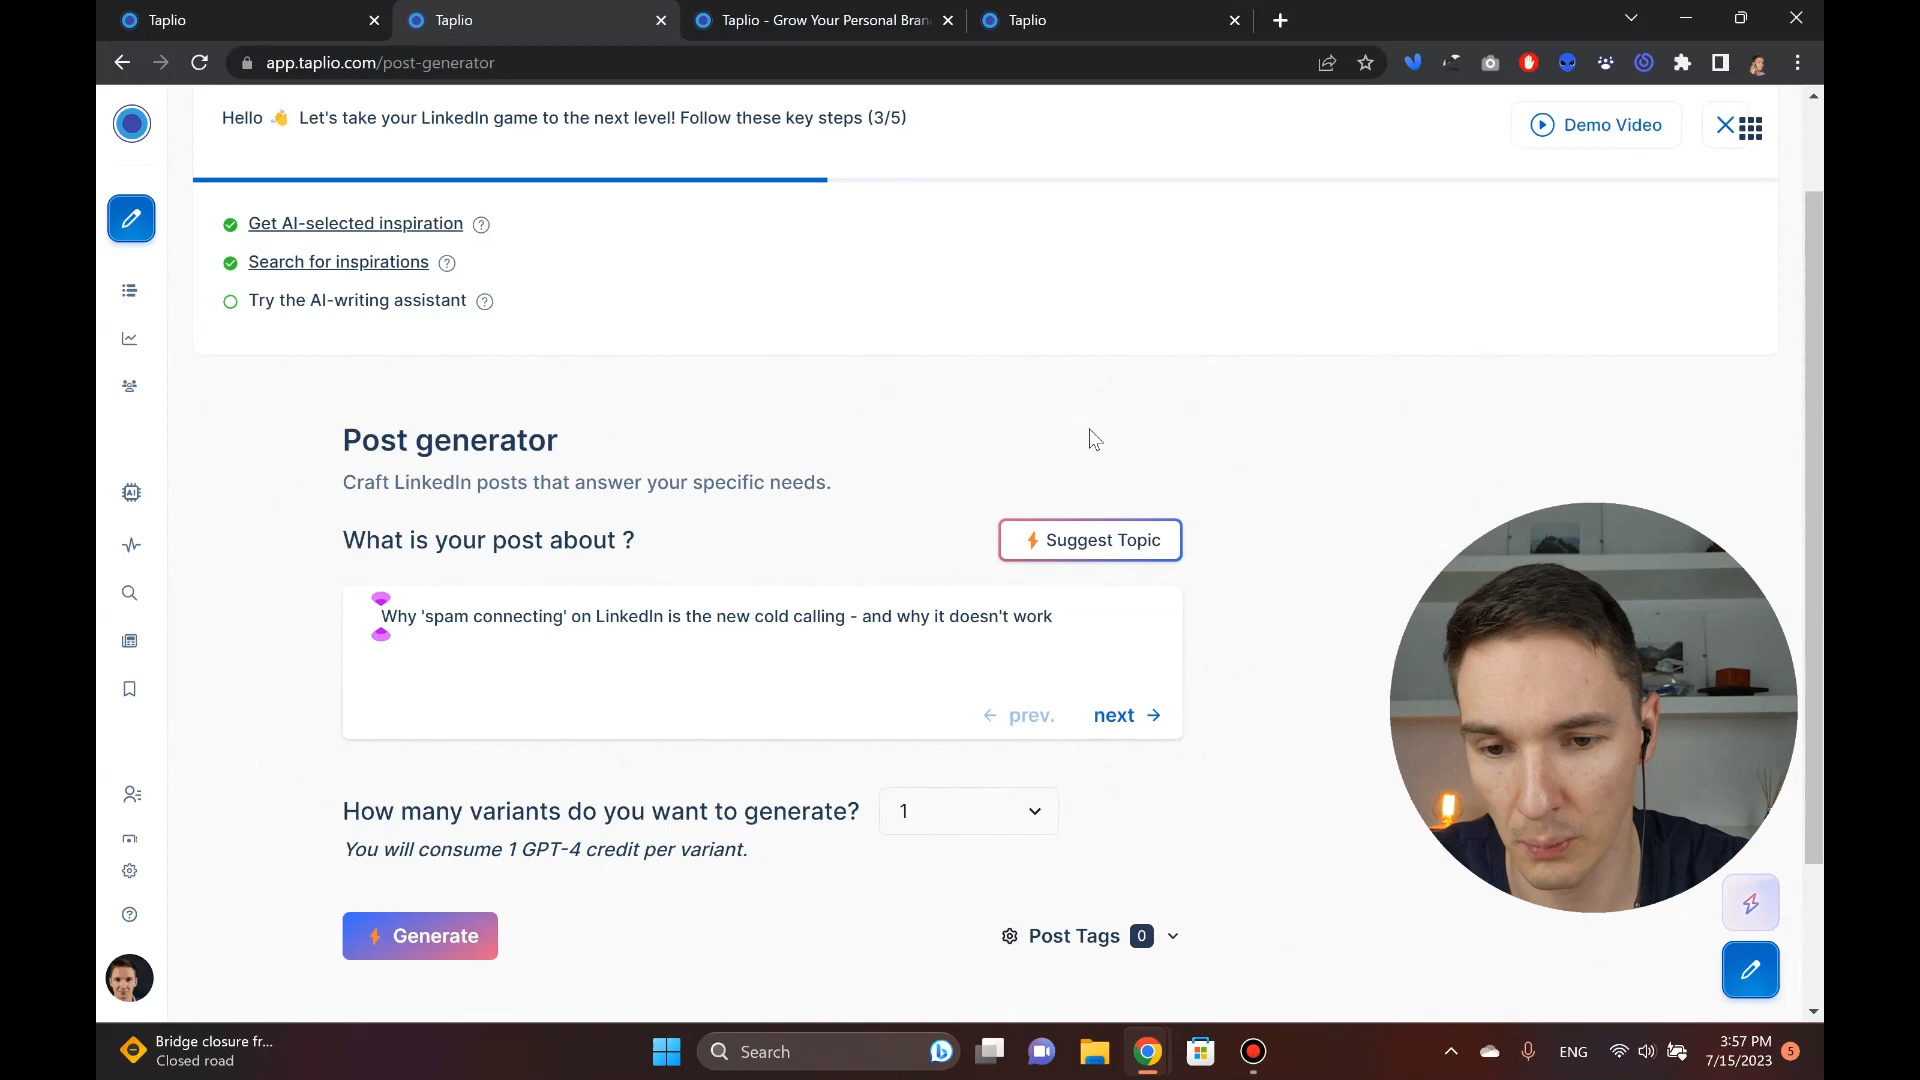 Taplio
Taplio
Taplio - Grow Your Personal Bran
Taplio
app.taplio.com/post-generator
Hello 👋 Let's take your LinkedIn game to the next level! Follow these key steps (3/5)
Demo Video
Get AI-selected inspiration ?
Search for inspirations ?
Try the AI-writing assistant ?
Post generator
Craft LinkedIn posts that answer your specific needs.
What is your post about ?
Suggest Topic
Why 'spam connecting' on LinkedIn is the new cold calling - and why it doesn't work
← prev.
next →
How many variants do you want to generate?
1
You will consume 1 GPT-4 credit per variant.
Generate
Post Tags 0
AI
Bridge closure fr...
Closed road
Search
ENG
3:57 PM
7/15/2023
5